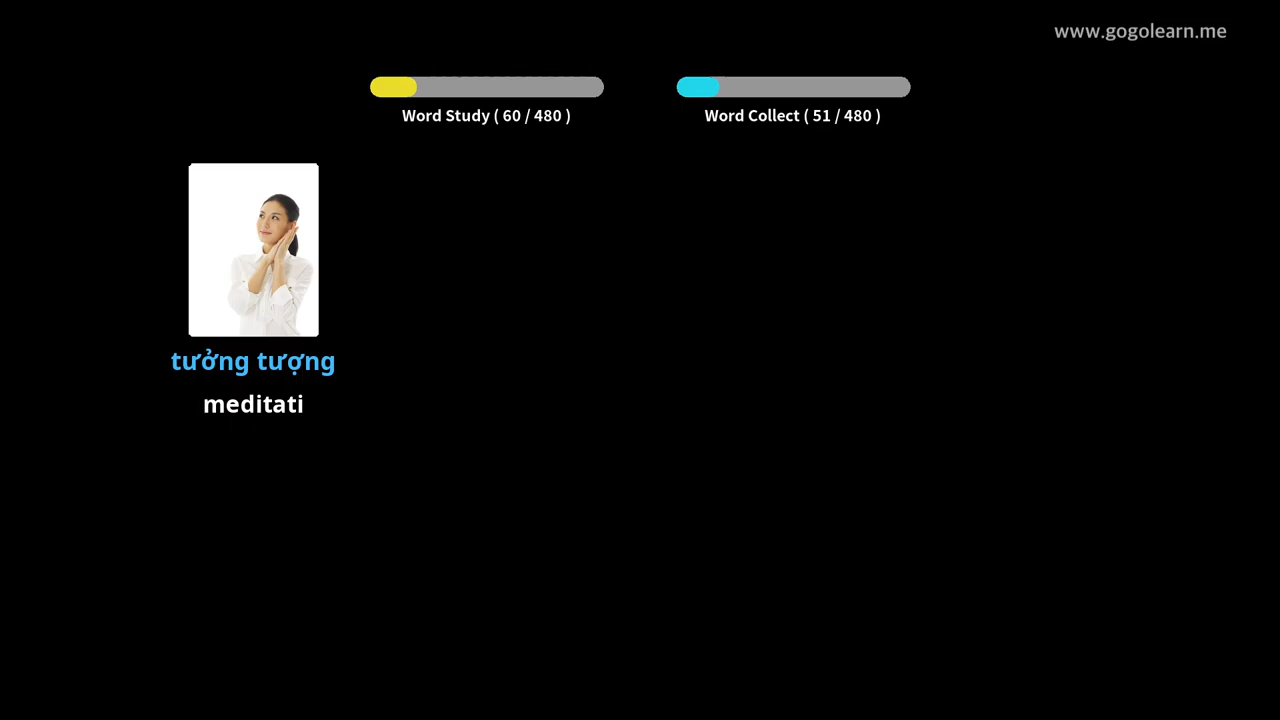 www.gogolearn.me
Word Study ( 60 / 480 )
Word Collect ( 51 / 480 )
tưởng tượng
meditati